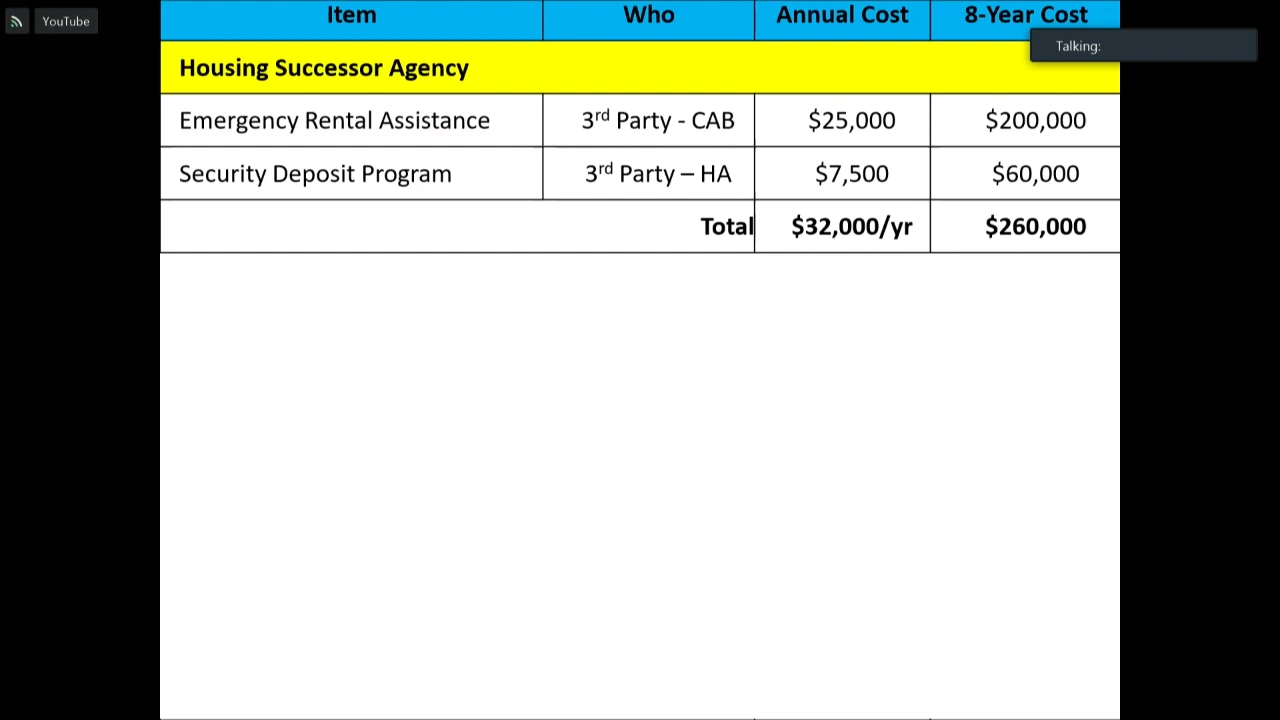 YouTube
Item Who Annual Cost 8-Year Cost
Talking:
Housing Successor Agency
Emergency Rental Assistance 3rd Party - CAB $25,000 $200,000
Security Deposit Program 3rd Party – HA $7,500 $60,000
Total $32,000/yr $260,000